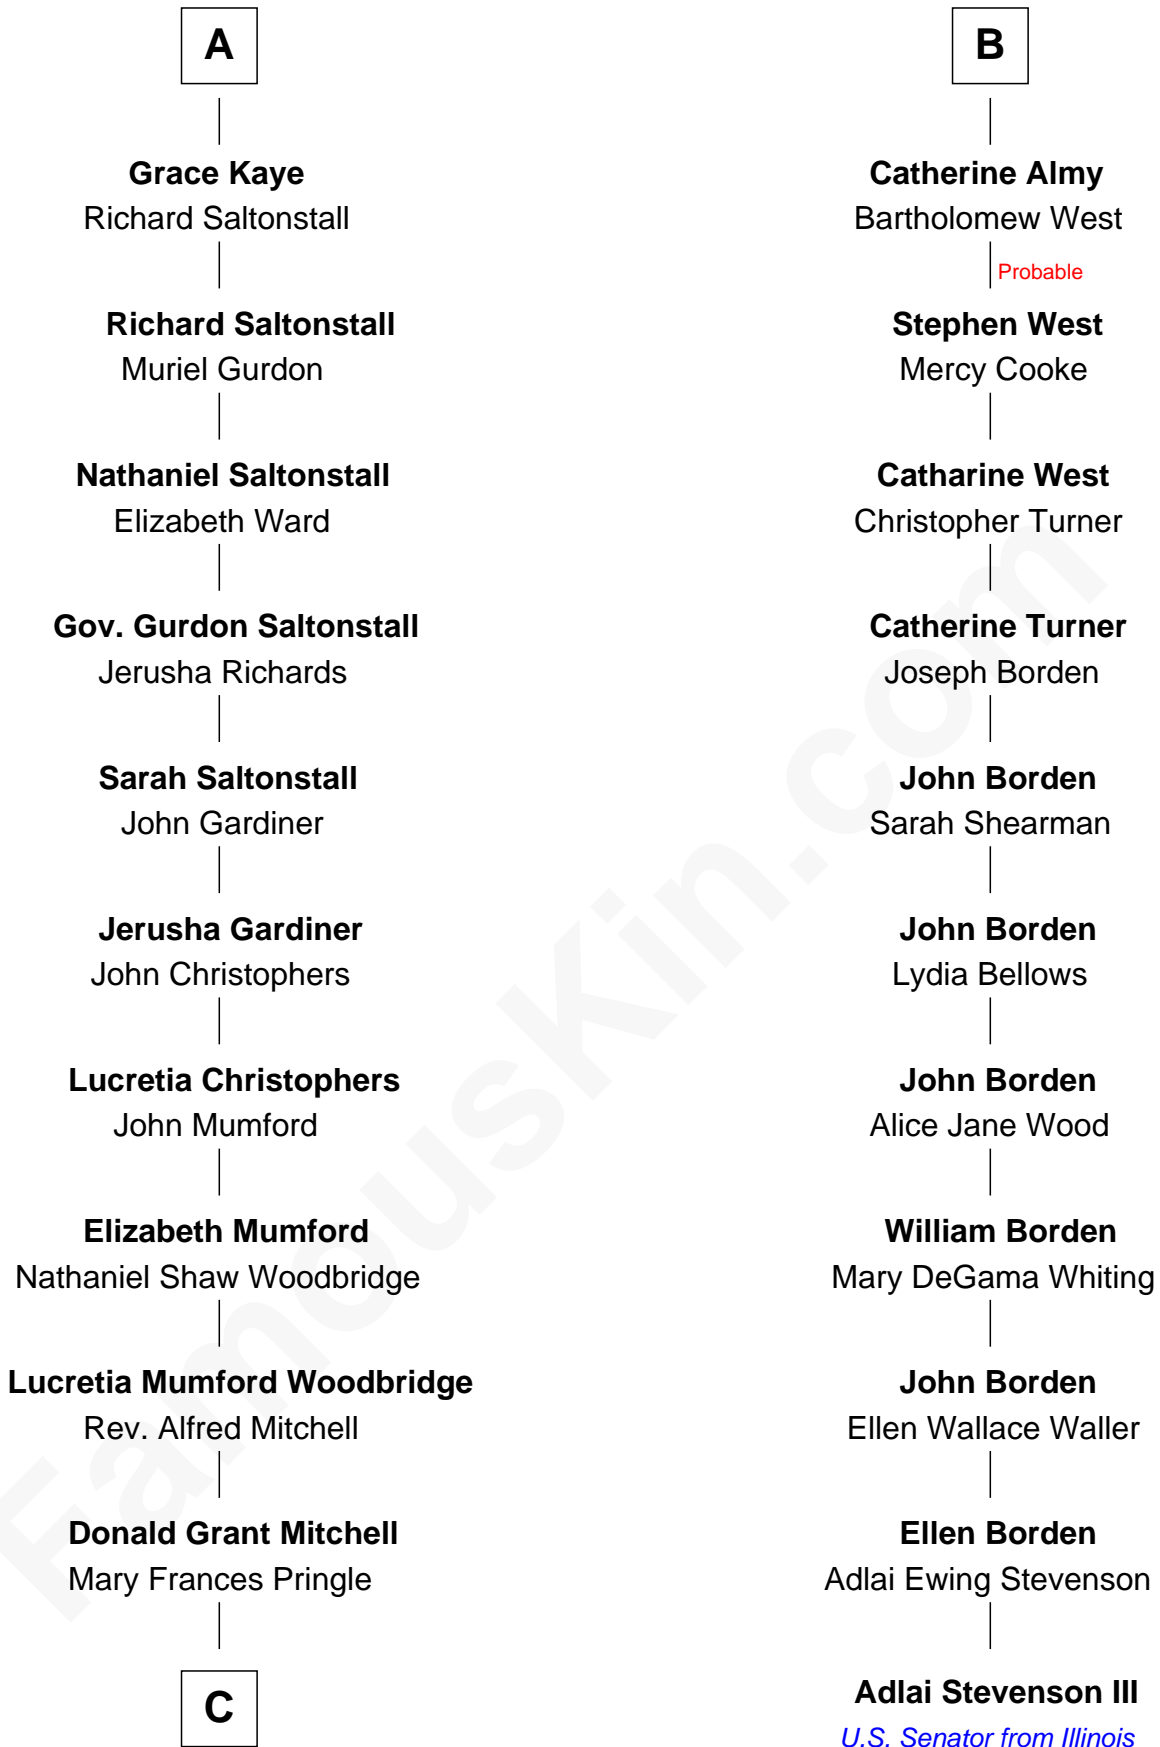 A
Grace Kaye
Richard Saltonstall
Richard Saltonstall
Muriel Gurdon
Nathaniel Saltonstall
Elizabeth Ward
Gov. Gurdon Saltonstall
Jerusha Richards
Sarah Saltonstall
John Gardiner
Jerusha Gardiner
John Christophers
Lucretia Christophers
John Mumford
Elizabeth Mumford
Nathaniel Shaw Woodbridge
Lucretia Mumford Woodbridge
Rev. Alfred Mitchell
Donald Grant Mitchell
Mary Frances Pringle
C
B
Catherine Almy
Bartholomew West
Probable
Stephen West
Mercy Cooke
Catharine West
Christopher Turner
Catherine Turner
Joseph Borden
John Borden
Sarah Shearman
John Borden
Lydia Bellows
John Borden
Alice Jane Wood
William Borden
Mary DeGama Whiting
John Borden
Ellen Wallace Waller
Ellen Borden
Adlai Ewing Stevenson
Adlai Stevenson III
U.S. Senator from Illinois
FamousKin.com